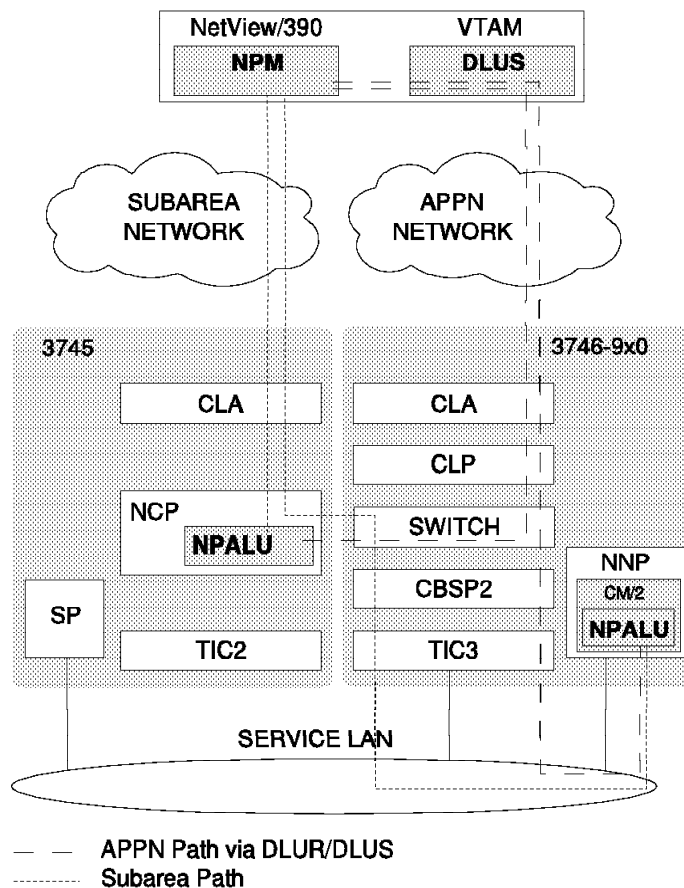 NetView/390 VTAM
NPM DLUS
SUBAREA APPN
NETWORK NETWORK
3745 3746-9x0
CLA CLA
CLP
NCP
NPALU SWITCH
NNP
SP CBSP2 CM/2
NPALU
TIC2 TIC3
SERVICE LAN
APPN Path via DLUR/DLUS
Subarea Path